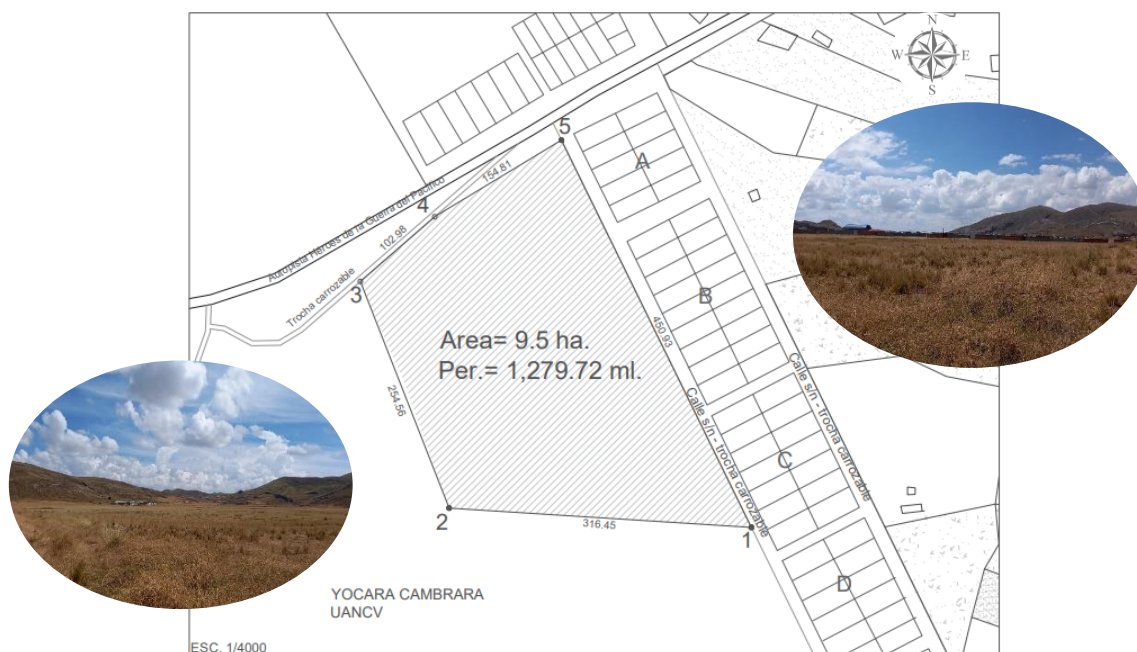 N
W E
S
5
A
154.81
Autopista Héroes de la Guerra del Pacífico
4
102.98
3
Trocha carrozable
B
450.93
Area= 9.5 ha.
Per.= 1,279.72 ml.
Calle s/n - trocha carrozable
Calle s/n - trocha carrozable
254.56
C
2
316.45
1
D
YOCARA CAMBRARA
UANCV
ESC. 1/4000